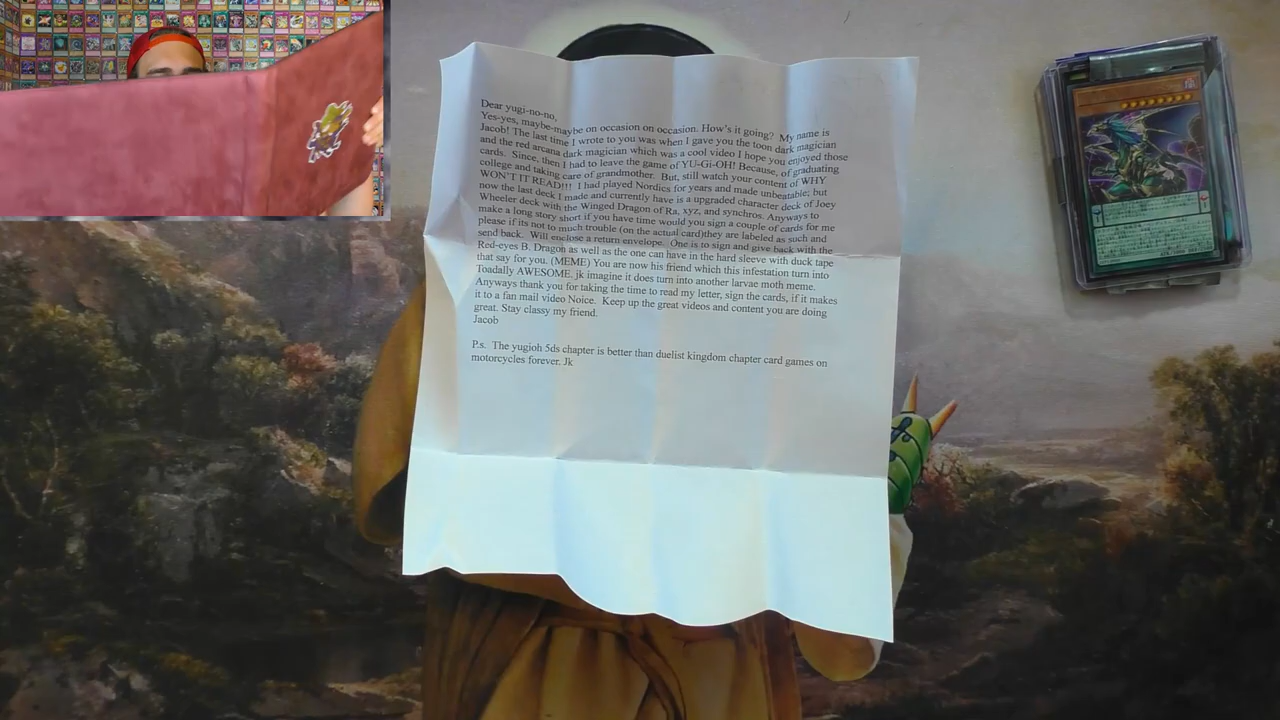 Dear yugi-no-no,
Yes-yes, maybe-maybe on occasion on occasion. How's it going? My name is
Jacob! The last time I wrote to you was when I gave you the toon dark magician
and the red arcana dark magician which was a cool video I hope you enjoyed those
cards. Since, then I had to leave the game of YU-Gi-OH! Because, of graduating
college and taking care of grandmother. But, still watch your content of WHY
WON'T IT READ!!! I had played Nordics for years and made unbeatable; but
now the last deck I made and currently have is a upgraded character deck of Joey
Wheeler deck with the Winged Dragon of Ra, xyz, and synchros. Anyways to
make a long story short if you have time would you sign a couple of cards for me
please if its not to much trouble (on the actual card)they are labeled as such and
send back. Will enclose a return envelope. One is to sign and give back with the
Red-eyes B. Dragon as well as the one can have in the hard sleeve with duck tape
that say for you. (MEME) You are now his friend which this infestation turn into
Toadally AWESOME. jk imagine it does turn into another larvae moth meme.
Anyways thank you for taking the time to read my letter, sign the cards, if it makes
it to a fan mail video Noice. Keep up the great videos and content you are doing
great. Stay classy my friend.
Jacob
P.s. The yugioh 5ds chapter is better than duelist kingdom chapter card games on
motorcycles forever. Jk